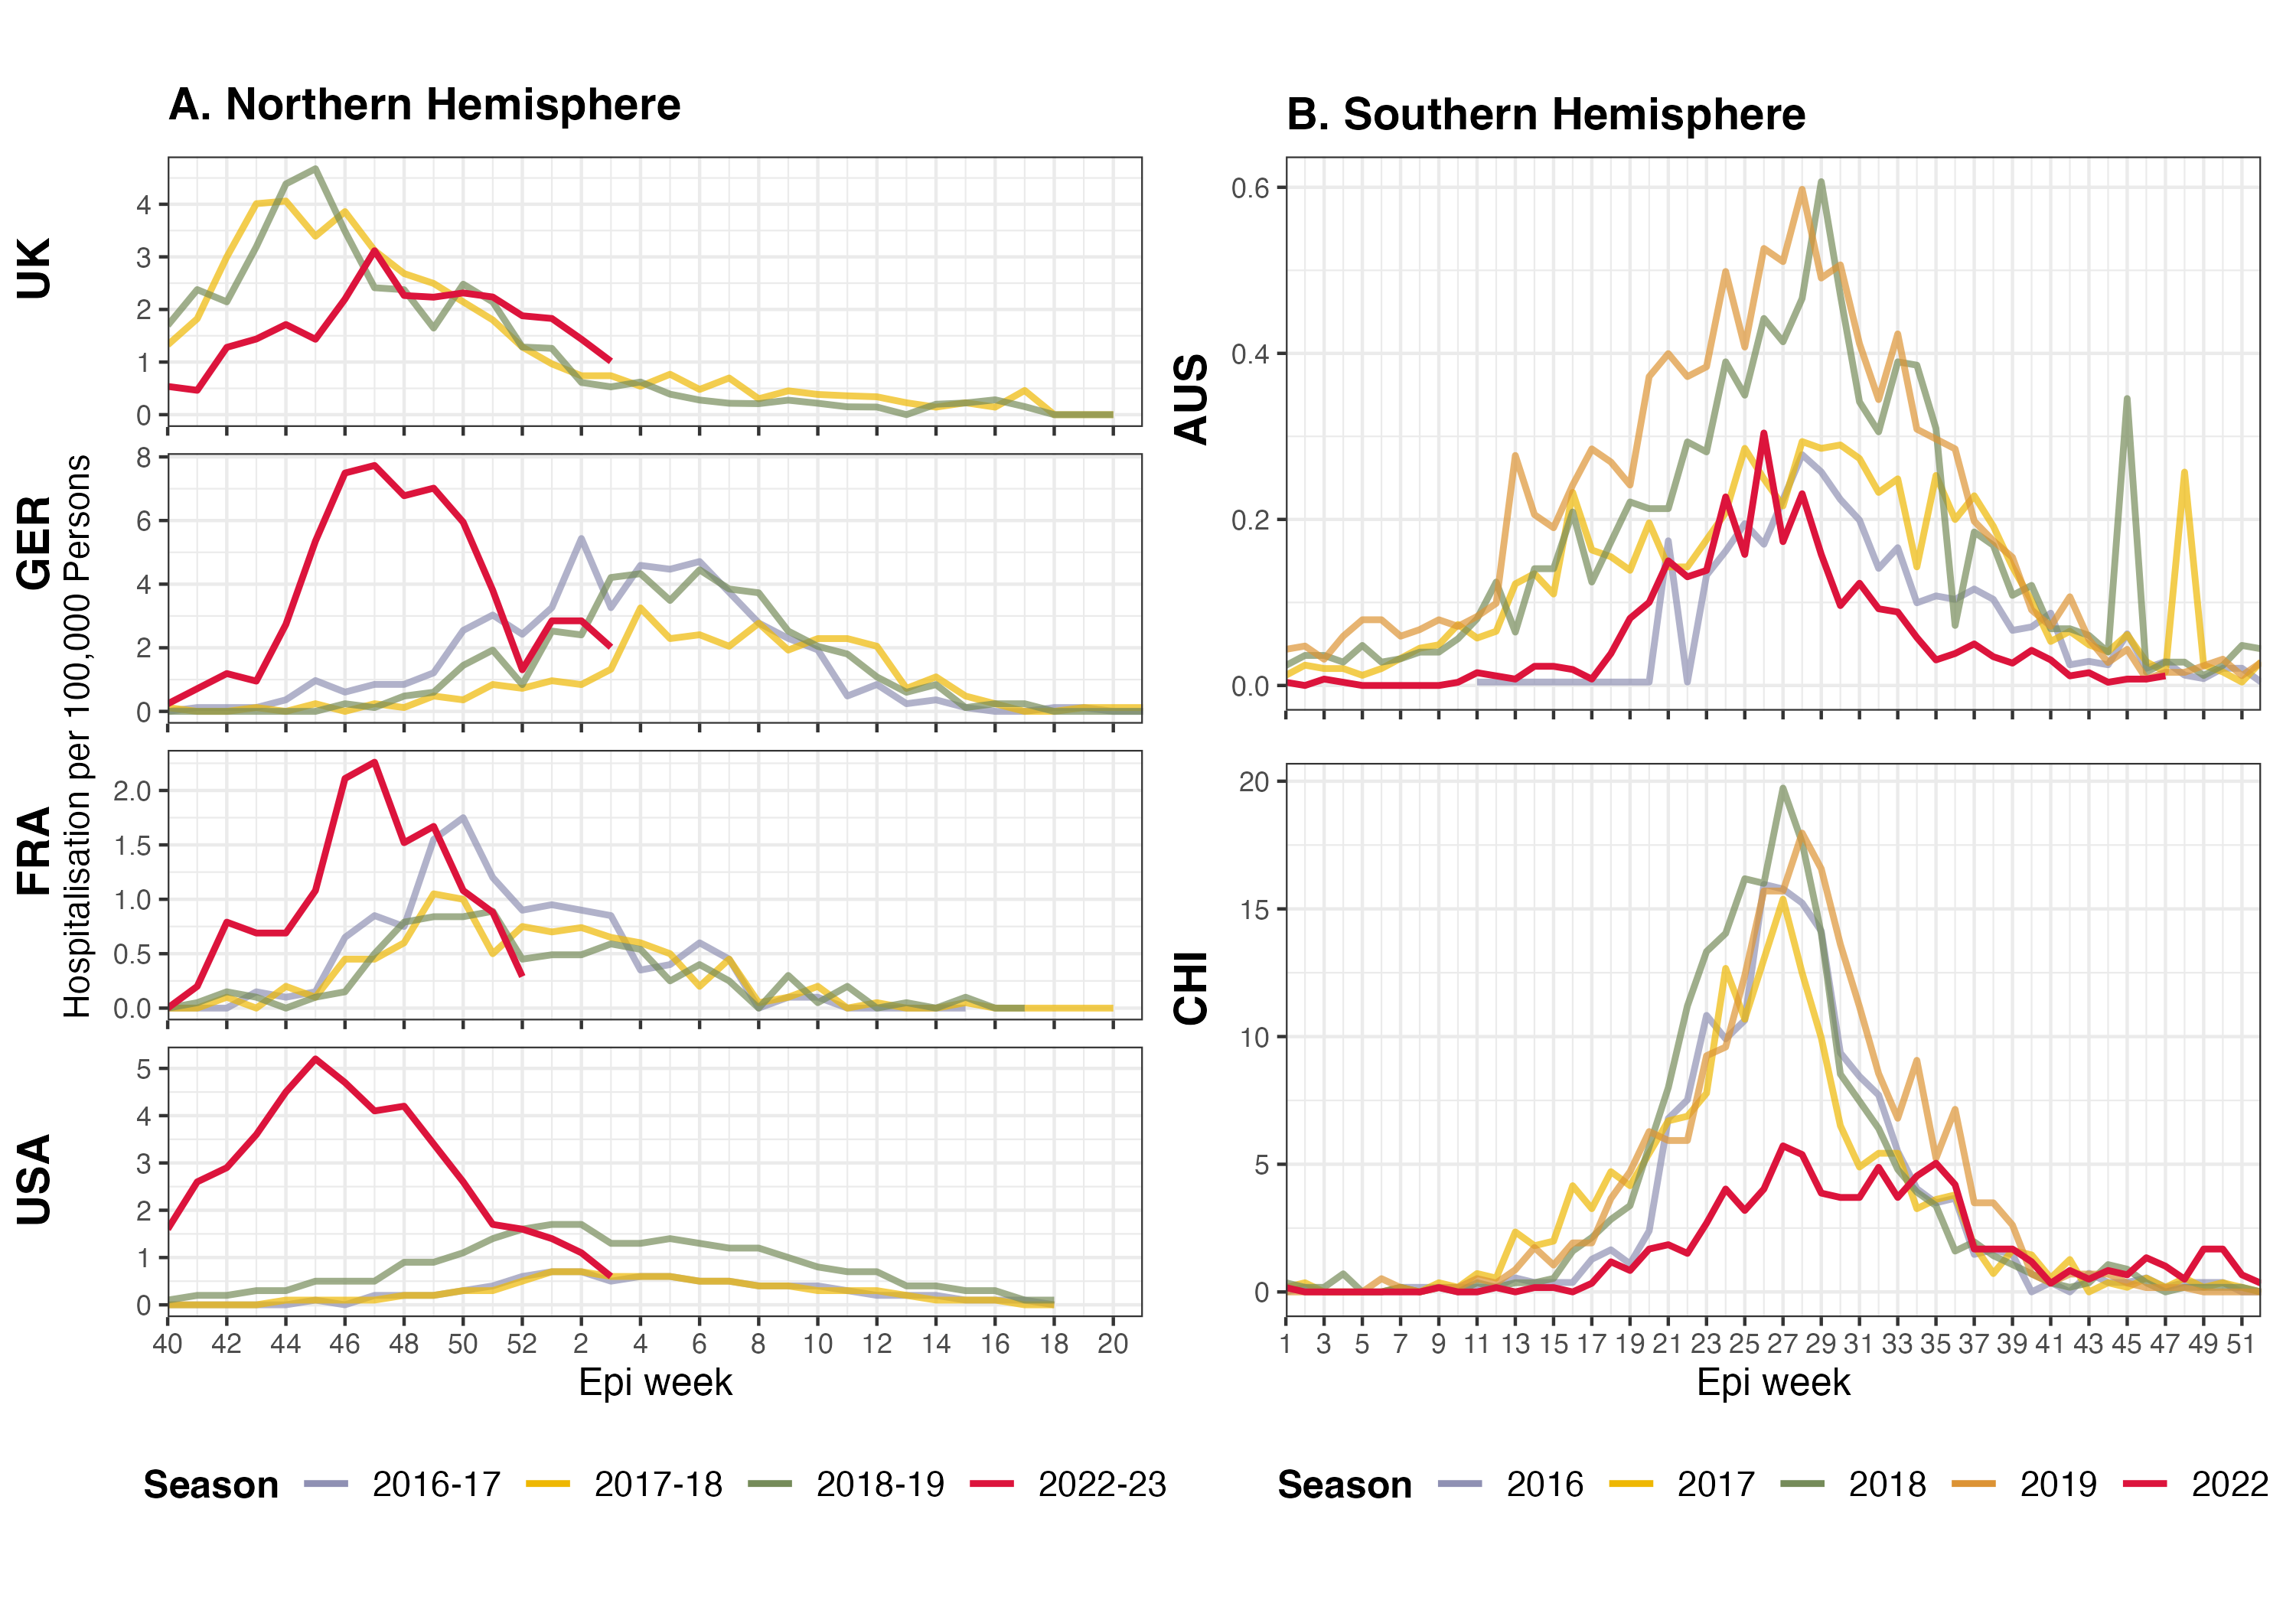 A. Northern Hemisphere
UK
4
3
2
1
0
GER
8
6
4
2
0
Hospitalisation per 100,000 Persons
FRA
2.0
1.5
1.0
0.5
0.0
USA
5
4
3
2
1
0
40 42 44 46 48 50 52 2 4 6 8 10 12 14 16 18 20
Epi week
Season 2016-17 2017-18 2018-19 2022-23
B. Southern Hemisphere
AUS
0.6
0.4
0.2
0.0
CHI
20
15
10
5
0
1 3 5 7 9 11 13 15 17 19 21 23 25 27 29 31 33 35 37 39 41 43 45 47 49 51
Epi week
Season 2016 2017 2018 2019 2022